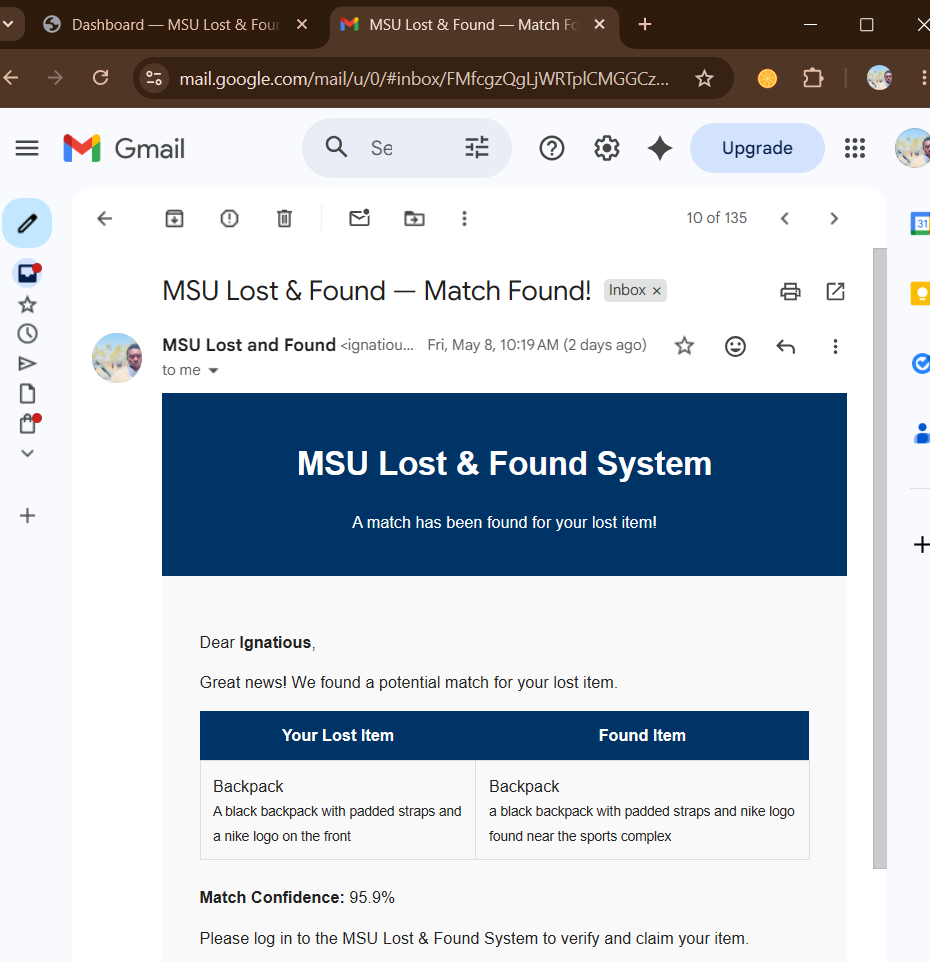 Dashboard — MSU Lost & Four
MSU Lost & Found — Match Fo
mail.google.com/mail/u/0/#inbox/FMfcgzQgLjWRTplCMGGCz...
Gmail
Se
Upgrade
10 of 135
31
MSU Lost & Found — Match Found!
Inbox ×
MSU Lost and Found <ignatiou... Fri, May 8, 10:19 AM (2 days ago)
to me
MSU Lost & Found System
A match has been found for your lost item!
Dear Ignatious,
Great news! We found a potential match for your lost item.
Your Lost Item
Found Item
Backpack
A black backpack with padded straps and
a nike logo on the front
Backpack
a black backpack with padded straps and nike logo
found near the sports complex
Match Confidence: 95.9%
Please log in to the MSU Lost & Found System to verify and claim your item.